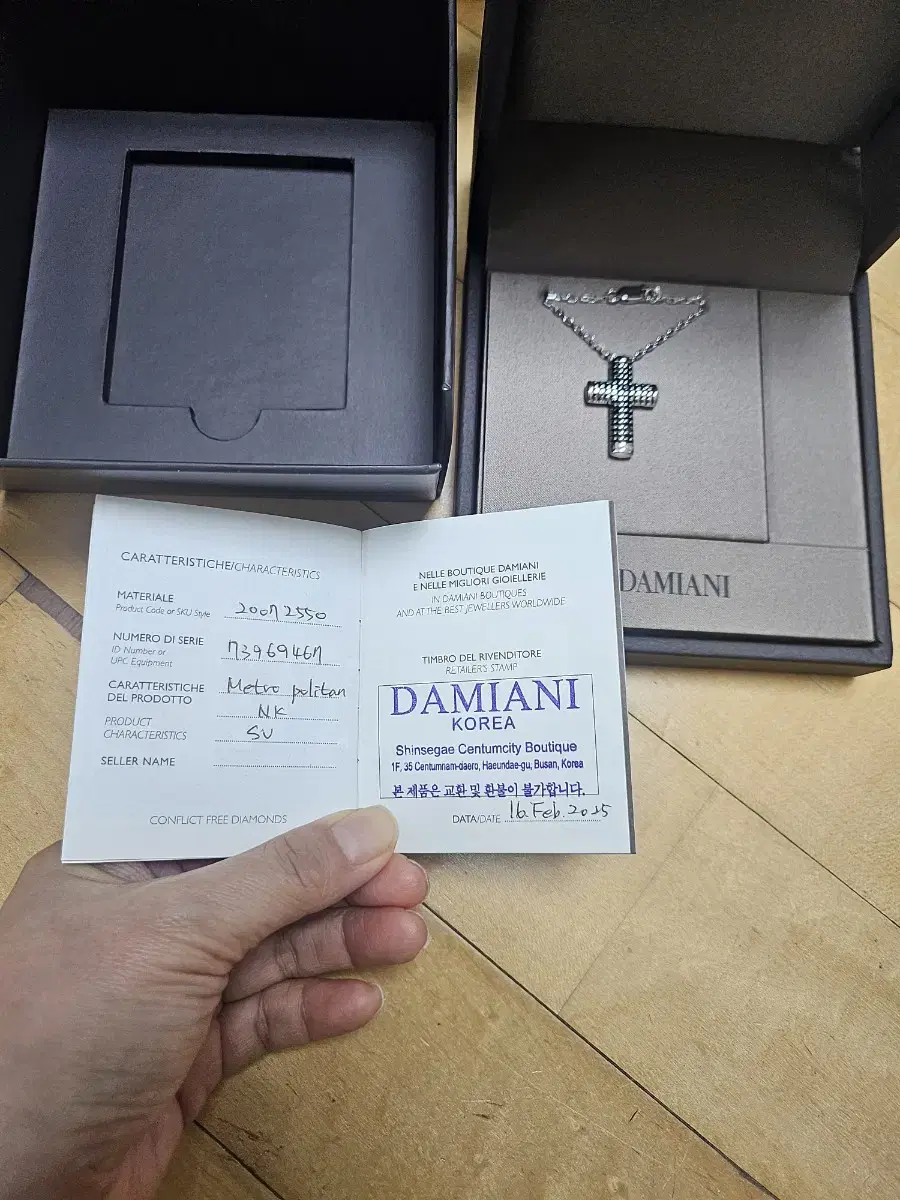 CARATTERISTICHE/CHARACTERISTICS
MATERIALE
Product Code or SKU Style
20072550
NUMERO DI SERIE
ID Number or
UPC Equipment
73969467
CARATTERISTICHE
DEL PRODOTTO
PRODUCT
CHARACTERISTICS
Metro politan
NK
SV
SELLER NAME
CONFLICT FREE DIAMONDS
NELLE BOUTIQUE DAMIANI
E NELLE MIGLIORI GIOIELLERIE
IN DAMIANI BOUTIQUES
AND AT THE BEST JEWELLERS WORLDWIDE
TIMBRO DEL RIVENDITORE
RETAILER'S STAMP
DAMIANI
KOREA
Shinsegae Centumcity Boutique
1F, 35 Centumnam-daero, Haeundae-gu, Busan, Korea
본 제품은 교환 및 환불이 불가합니다.
DATA/DATE 16. Feb. 2025
DAMIANI